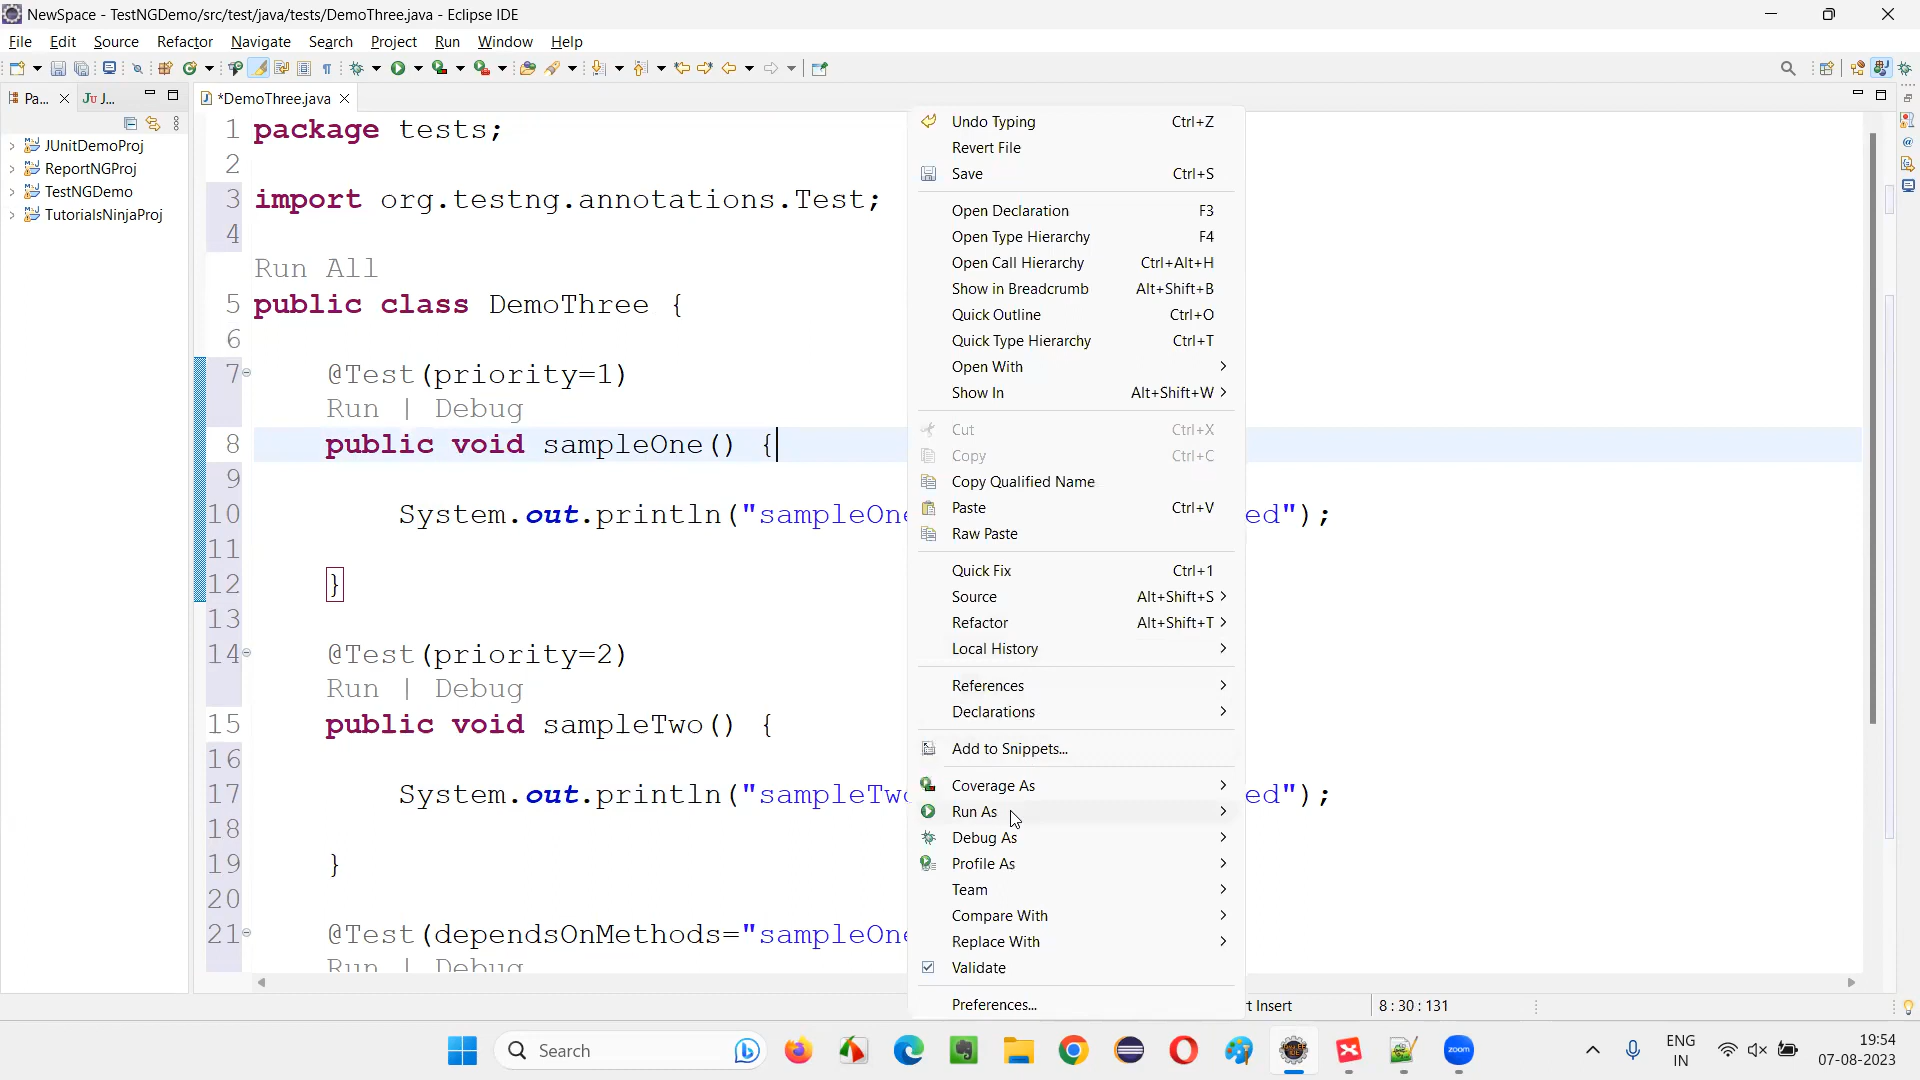 NewSpace - TestNGDemo/src/test/java/tests/DemoThree.java - Eclipse IDE
File Edit Source Refactor Navigate Search Project Run Window Help
Pa... J...
*DemoThree.java
JUnitDemoProj
ReportNGProj
TestNGDemo
TutorialsNinjaProj
1 package tests;
2
3 import org.testng.annotations.Test;
4
Run All
5 public class DemoThree {
6
7 @Test(priority=1)
Run | Debug
8 public void sampleOne() {
9
10 System.out.println("sampleOne ed");
11
12 }
13
14 @Test(priority=2)
Run | Debug
15 public void sampleTwo() {
16
17 System.out.println("sampleTwo ed");
18
19 }
20
21 @Test(dependsOnMethods="sampleOne
Run | Debug
Undo Typing Ctrl+Z
Revert File
Save Ctrl+S
Open Declaration F3
Open Type Hierarchy F4
Open Call Hierarchy Ctrl+Alt+H
Show in Breadcrumb Alt+Shift+B
Quick Outline Ctrl+O
Quick Type Hierarchy Ctrl+T
Open With
Show In Alt+Shift+W
Cut Ctrl+X
Copy Ctrl+C
Copy Qualified Name
Paste Ctrl+V
Raw Paste
Quick Fix Ctrl+1
Source Alt+Shift+S
Refactor Alt+Shift+T
Local History
References
Declarations
Add to Snippets...
Coverage As
Run As
Debug As
Profile As
Team
Compare With
Replace With
Validate
Preferences...
t Insert 8 : 30 : 131
Search
zoom
ENG
IN
19:54
07-08-2023